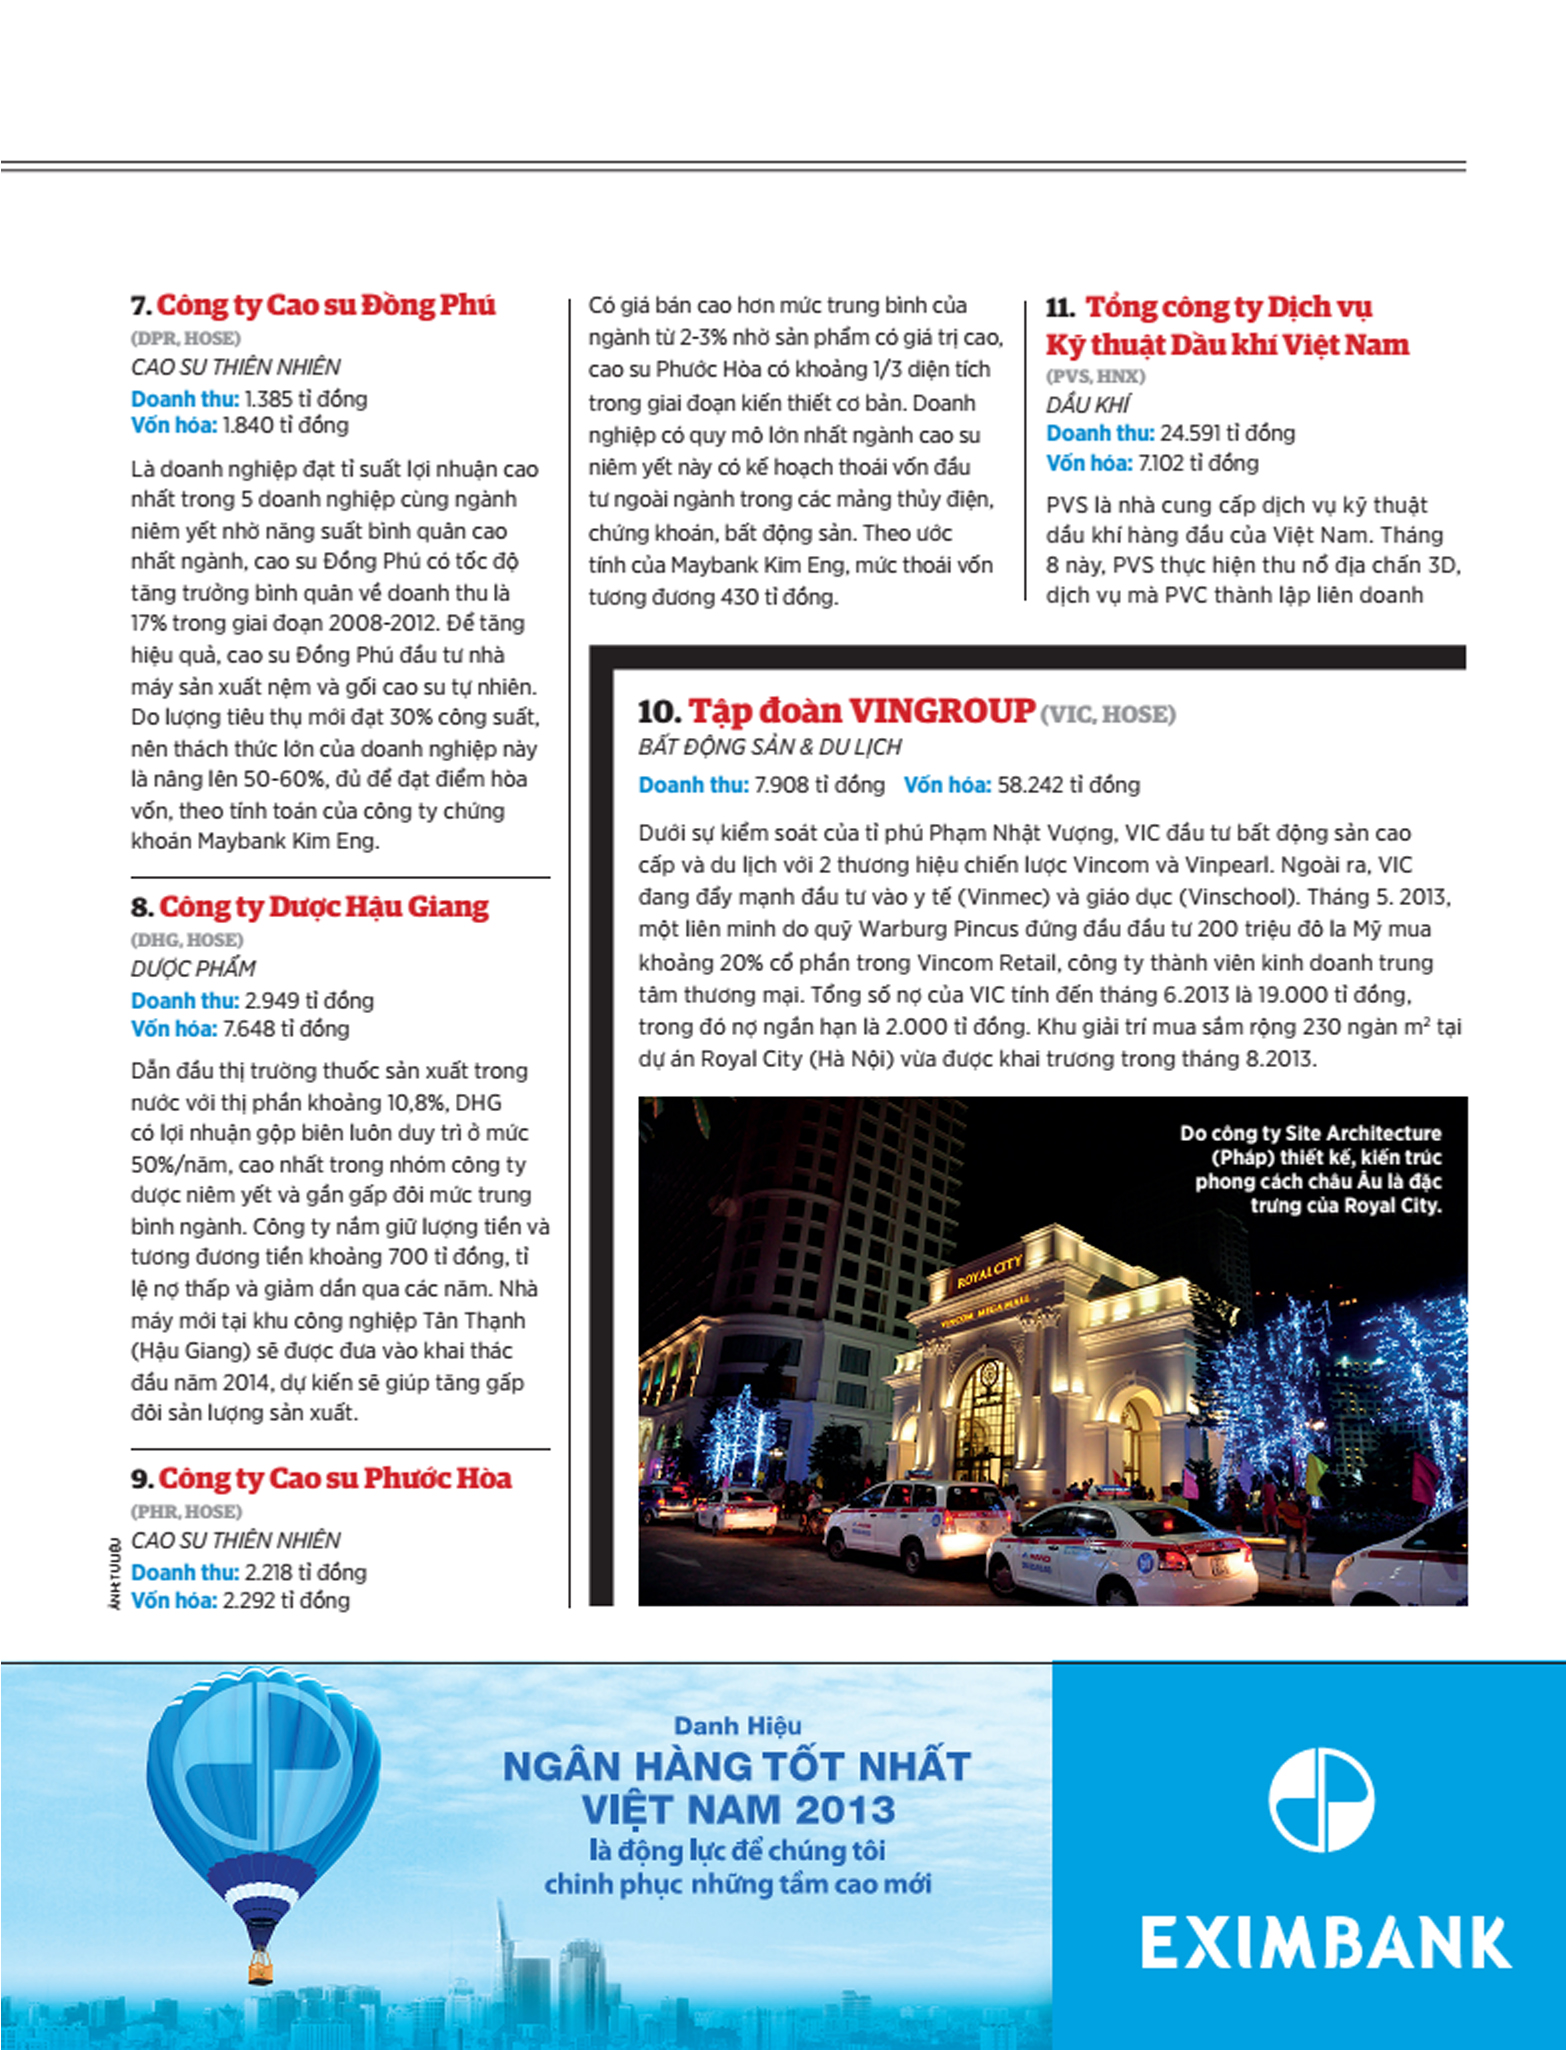 7. Công ty Cao su Đồng Phú
(DPR, HOSE)
CAO SU THIÊN NHIÊN
Doanh thu: 1.385 tỉ đồng
Vốn hóa: 1.840 tỉ đồng
Là doanh nghiệp đạt tỉ suất lợi nhuận cao
nhất trong 5 doanh nghiệp cùng ngành
niêm yết nhờ năng suất bình quân cao
nhất ngành, cao su Đồng Phú có tốc độ
tăng trưởng bình quân về doanh thu là
17% trong giai đoạn 2008-2012. Để tăng
hiệu quả, cao su Đồng Phú đầu tư nhà
máy sản xuất nệm và gối cao su tự nhiên.
Do lượng tiêu thụ mới đạt 30% công suất,
nên thách thức lớn của doanh nghiệp này
là nâng lên 50-60%, đủ để đạt điểm hòa
vốn, theo tính toán của công ty chứng
khoán Maybank Kim Eng.
8. Công ty Dược Hậu Giang
(DHG, HOSE)
DƯỢC PHẨM
Doanh thu: 2.949 tỉ đồng
Vốn hóa: 7.648 tỉ đồng
Dẫn đầu thị trường thuốc sản xuất trong
nước với thị phần khoảng 10,8%, DHG
có lợi nhuận gộp biên luôn duy trì ở mức
50%/năm, cao nhất trong nhóm công ty
dược niêm yết và gần gấp đôi mức trung
bình ngành. Công ty nắm giữ lượng tiền và
tương đương tiền khoảng 700 tỉ đồng, tỉ
lệ nợ thấp và giảm dần qua các năm. Nhà
máy mới tại khu công nghiệp Tân Thạnh
(Hậu Giang) sẽ được đưa vào khai thác
đầu năm 2014, dự kiến sẽ giúp tăng gấp
đôi sản lượng sản xuất.
9. Công ty Cao su Phước Hòa
(PHR, HOSE)
CAO SU THIÊN NHIÊN
Doanh thu: 2.218 tỉ đồng
Vốn hóa: 2.292 tỉ đồng
ẢNH: TƯ LIỆU
Có giá bán cao hơn mức trung bình của
ngành từ 2-3% nhờ sản phẩm có giá trị cao,
cao su Phước Hòa có khoảng 1/3 diện tích
trong giai đoạn kiến thiết cơ bản. Doanh
nghiệp có quy mô lớn nhất ngành cao su
niêm yết này có kế hoạch thoái vốn đầu
tư ngoài ngành trong các mảng thủy điện,
chứng khoán, bất động sản. Theo ước
tính của Maybank Kim Eng, mức thoái vốn
tương đương 430 tỉ đồng.
10. Tập đoàn VINGROUP (VIC, HOSE)
BẤT ĐỘNG SẢN & DU LỊCH
Doanh thu: 7.908 tỉ đồng Vốn hóa: 58.242 tỉ đồng
Dưới sự kiểm soát của tỉ phú Phạm Nhật Vượng, VIC đầu tư bất động sản cao
cấp và du lịch với 2 thương hiệu chiến lược Vincom và Vinpearl. Ngoài ra, VIC
đang đẩy mạnh đầu tư vào y tế (Vinmec) và giáo dục (Vinschool). Tháng 5. 2013,
một liên minh do quỹ Warburg Pincus đứng đầu đầu tư 200 triệu đô la Mỹ mua
khoảng 20% cổ phần trong Vincom Retail, công ty thành viên kinh doanh trung
tâm thương mại. Tổng số nợ của VIC tính đến tháng 6.2013 là 19.000 tỉ đồng,
trong đó nợ ngắn hạn là 2.000 tỉ đồng. Khu giải trí mua sắm rộng 230 ngàn m² tại
dự án Royal City (Hà Nội) vừa được khai trương trong tháng 8.2013.
Do công ty Site Architecture
(Pháp) thiết kế, kiến trúc
phong cách châu Âu là đặc
trưng của Royal City.
ROYAL CITY
VINCOM MEGA MALL
11. Tổng công ty Dịch vụ
Kỹ thuật Dầu khí Việt Nam
(PVS, HNX)
DẦU KHÍ
Doanh thu: 24.591 tỉ đồng
Vốn hóa: 7.102 tỉ đồng
PVS là nhà cung cấp dịch vụ kỹ thuật
dầu khí hàng đầu của Việt Nam. Tháng
8 này, PVS thực hiện thu nổ địa chấn 3D,
dịch vụ mà PVC thành lập liên doanh
Danh Hiệu
NGÂN HÀNG TỐT NHẤT
VIỆT NAM 2013
là động lực để chúng tôi
chinh phục những tầm cao mới
EXIMBANK